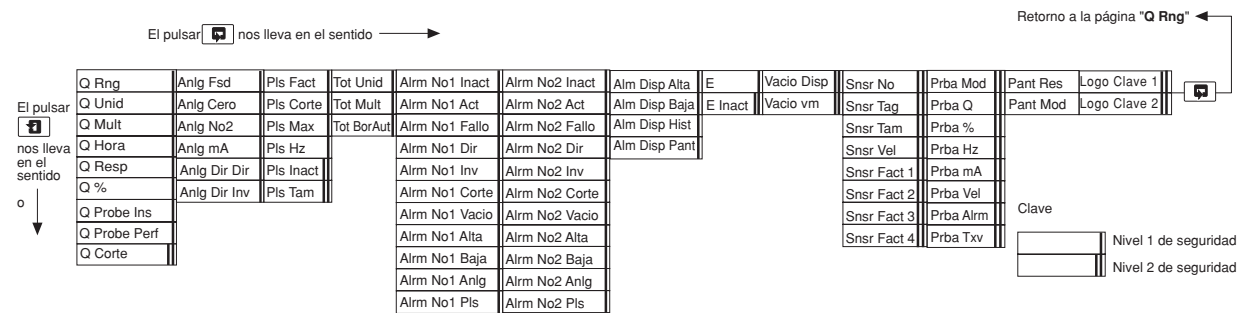 Retorno a la página "Q Rng"
El pulsar nos lleva en el sentido
El pulsar
nos lleva
en el
sentido
o
Q Rng
Q Unid
Q Mult
Q Hora
Q Resp
Q %
Q Probe Ins
Q Probe Perf
Q Corte
Anlg Fsd
Anlg Cero
Anlg No2
Anlg mA
Anlg Dir Dir
Anlg Dir Inv
Pls Fact
Pls Corte
Pls Max
Pls Hz
Pls Inact
Pls Tam
Tot Unid
Tot Mult
Tot BorAut
Alrm No1 Inact
Alrm No1 Act
Alrm No1 Fallo
Alrm No1 Dir
Alrm No1 Inv
Alrm No1 Corte
Alrm No1 Vacio
Alrm No1 Alta
Alrm No1 Baja
Alrm No1 Anlg
Alrm No1 Pls
Alrm No2 Inact
Alrm No2 Act
Alrm No2 Fallo
Alrm No2 Dir
Alrm No2 Inv
Alrm No2 Corte
Alrm No2 Vacio
Alrm No2 Alta
Alrm No2 Baja
Alrm No2 Anlg
Alrm No2 Pls
Alm Disp Alta
Alm Disp Baja
Alm Disp Hist
Alm Disp Pant
E
E Inact
Vacio Disp
Vacio vm
Snsr No
Snsr Tag
Snsr Tam
Snsr Vel
Snsr Fact 1
Snsr Fact 2
Snsr Fact 3
Snsr Fact 4
Prba Mod
Prba Q
Prba %
Prba Hz
Prba mA
Prba Vel
Prba Alrm
Prba Txv
Pant Res
Pant Mod
Logo Clave 1
Logo Clave 2
Clave
Nivel 1 de seguridad
Nivel 2 de seguridad